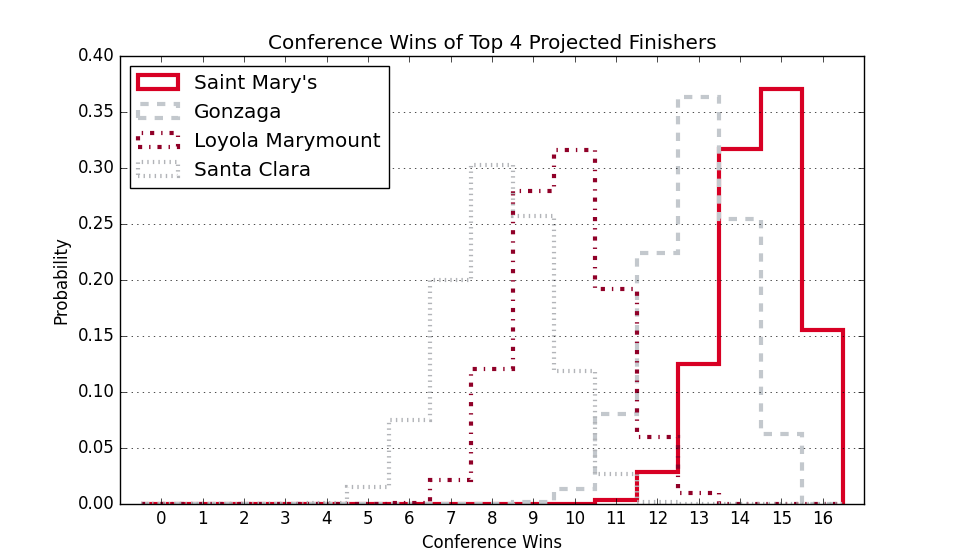 Conference Wins of Top 4 Projected Finishers
Saint Mary's
Gonzaga
Loyola Marymount
Santa Clara
0.40
0.35
0.30
0.25
0.20
0.15
0.10
0.05
0.00
Probability
0 1 2 3 4 5 6 7 8 9 10 11 12 13 14 15 16
Conference Wins